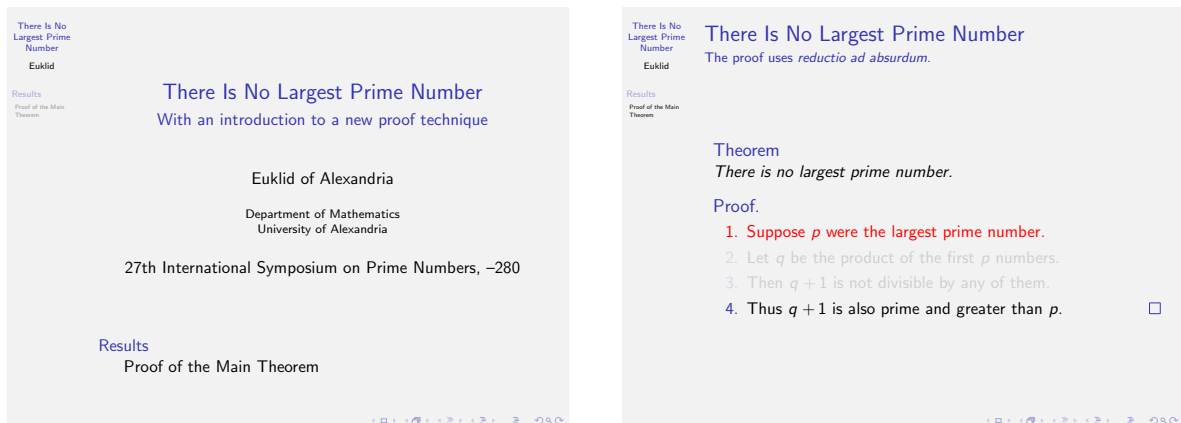 There Is No
Largest Prime
Number
Euklid
Results
Proof of the Main
Theorem
There Is No Largest Prime Number
With an introduction to a new proof technique
Euklid of Alexandria
Department of Mathematics
University of Alexandria
27th International Symposium on Prime Numbers, –280
Results
Proof of the Main Theorem
There Is No
Largest Prime
Number
Euklid
Results
Proof of the Main
Theorem
There Is No Largest Prime Number
The proof uses reductio ad absurdum.
Theorem
There is no largest prime number.
Proof.
1. Suppose p were the largest prime number.
2. Let q be the product of the first p numbers.
3. Then q + 1 is not divisible by any of them.
4. Thus q + 1 is also prime and greater than p. □